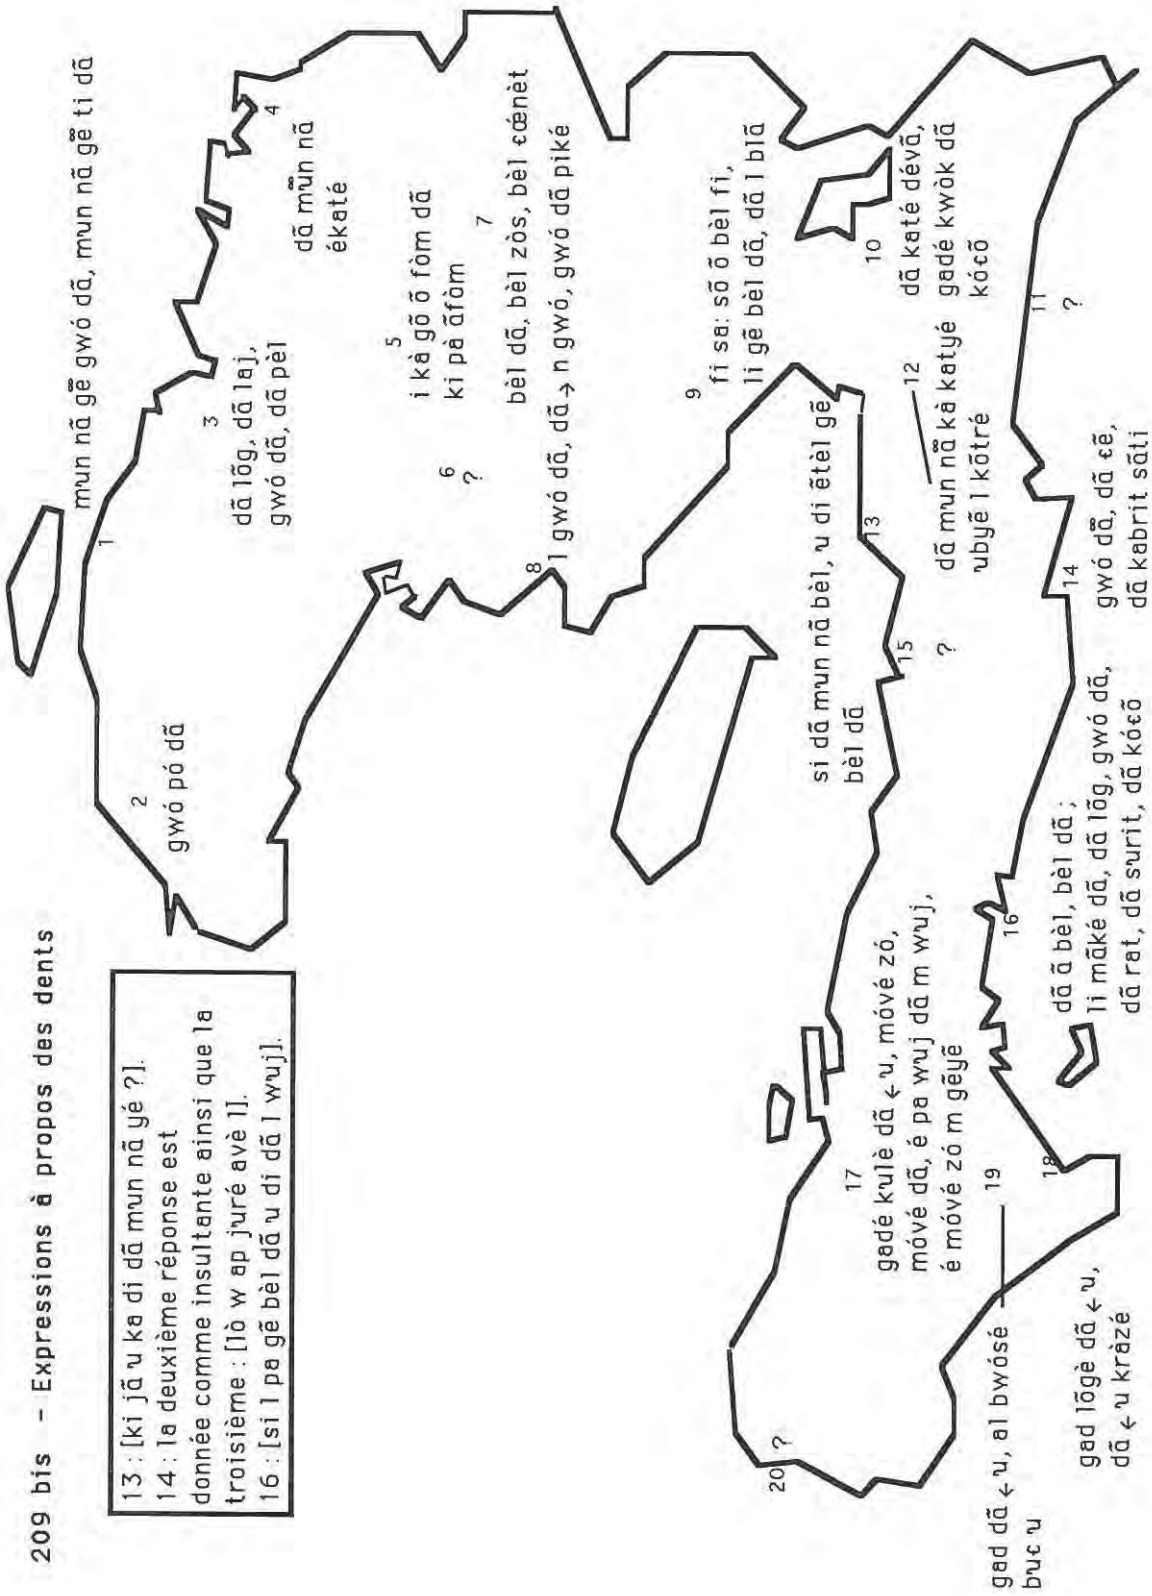 209 bis – Expressions à propos des dents
13 : [ki jã u ka di dã mun nã yé ?].
14 : la deuxième réponse est
donnée comme insultante ainsi que la
troisième : [lò w ap juré avè l].
16 : [si l pa gẽ bèl dã u di dã l wuj].
1
mun nã gẽ gwó dã, mun nã gẽ ti dã
2
gwó pó dã
3
dã lõg, dã laj,
gwó dã, dã pèl
4
dã mun nã
ékaté
5
i kà gõ õ fòm dã
ki pà ãfòm
6
?
7
bèl dã, bèl zòs, bèl ɛœ́nèt
8
l gwó dã, dã → n gwó, gwó dã piké
9
fi sa: sõ õ bèl fi,
li gẽ bèl dã, dã l blã
10
dã katé dévã,
gadé kwòk dã
kóɛõ
11
?
12
dã mun nã kà katyé
ubyẽ l kõtré
13
si dã mun nã bèl, u di ẽtèl gẽ
bèl dã
14
gwó dã, dã ɛẽ,
dã kabrit sãti
15
?
16
dã ã bèl, bèl dã ;
li mãké dã, dã lõg, gwó dã,
dã rat, dã surit, dã kóɛõ
17
gadé kulè dã ← u, móvé zó,
móvé dã, é pa wuj dã m wuj,
é móvé zó m gẽyẽ
18
gad lõgè dã ← u,
dã ← u kràzé
19
gad dã ← u, al bwósé
buɛ u
20 ?